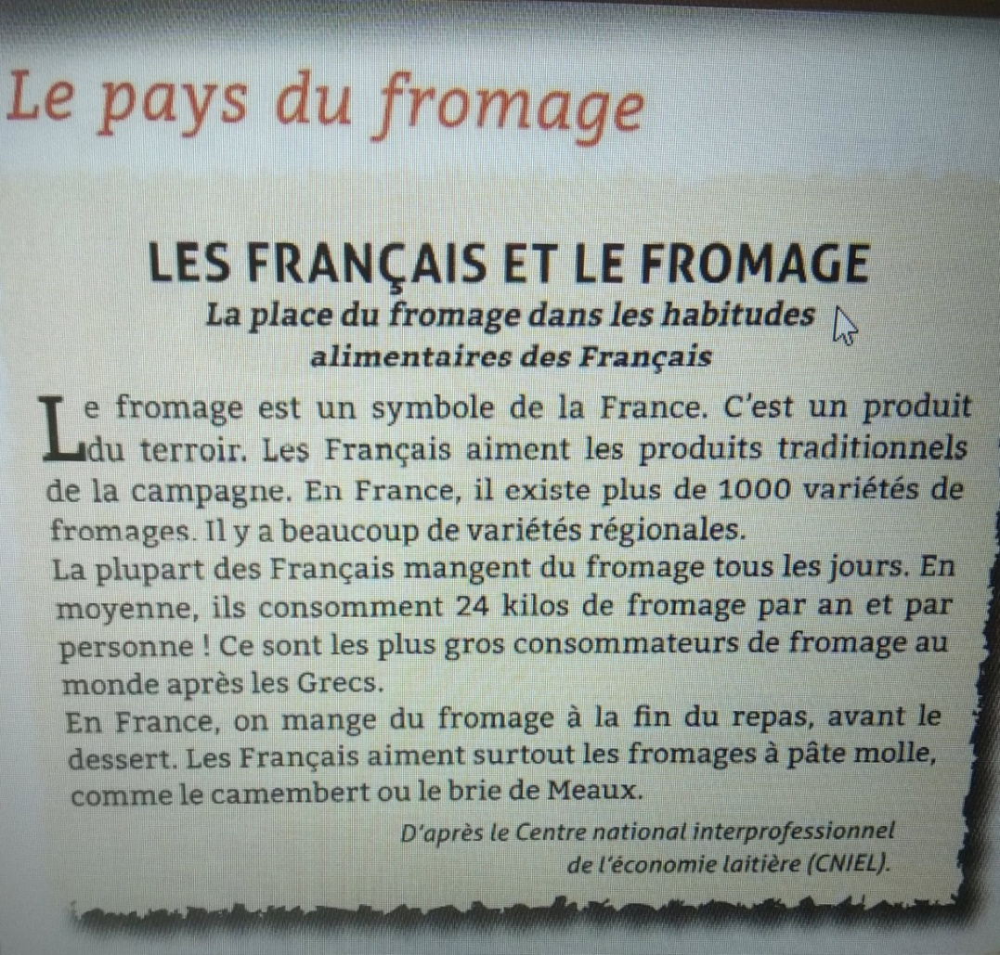 Le pays du fromage
LES FRANÇAIS ET LE FROMAGE
La place du fromage dans les habitudes
alimentaires des Français
Le fromage est un symbole de la France. C'est un produit
du terroir. Les Français aiment les produits traditionnels
de la campagne. En France, il existe plus de 1000 variétés de
fromages. Il y a beaucoup de variétés régionales.
La plupart des Français mangent du fromage tous les jours. En
moyenne, ils consomment 24 kilos de fromage par an et par
personne ! Ce sont les plus gros consommateurs de fromage au
monde après les Grecs.
En France, on mange du fromage à la fin du repas, avant le
dessert. Les Français aiment surtout les fromages à pâte molle,
comme le camembert ou le brie de Meaux.
D'après le Centre national interprofessionnel
de l'économie laitière (CNIEL).